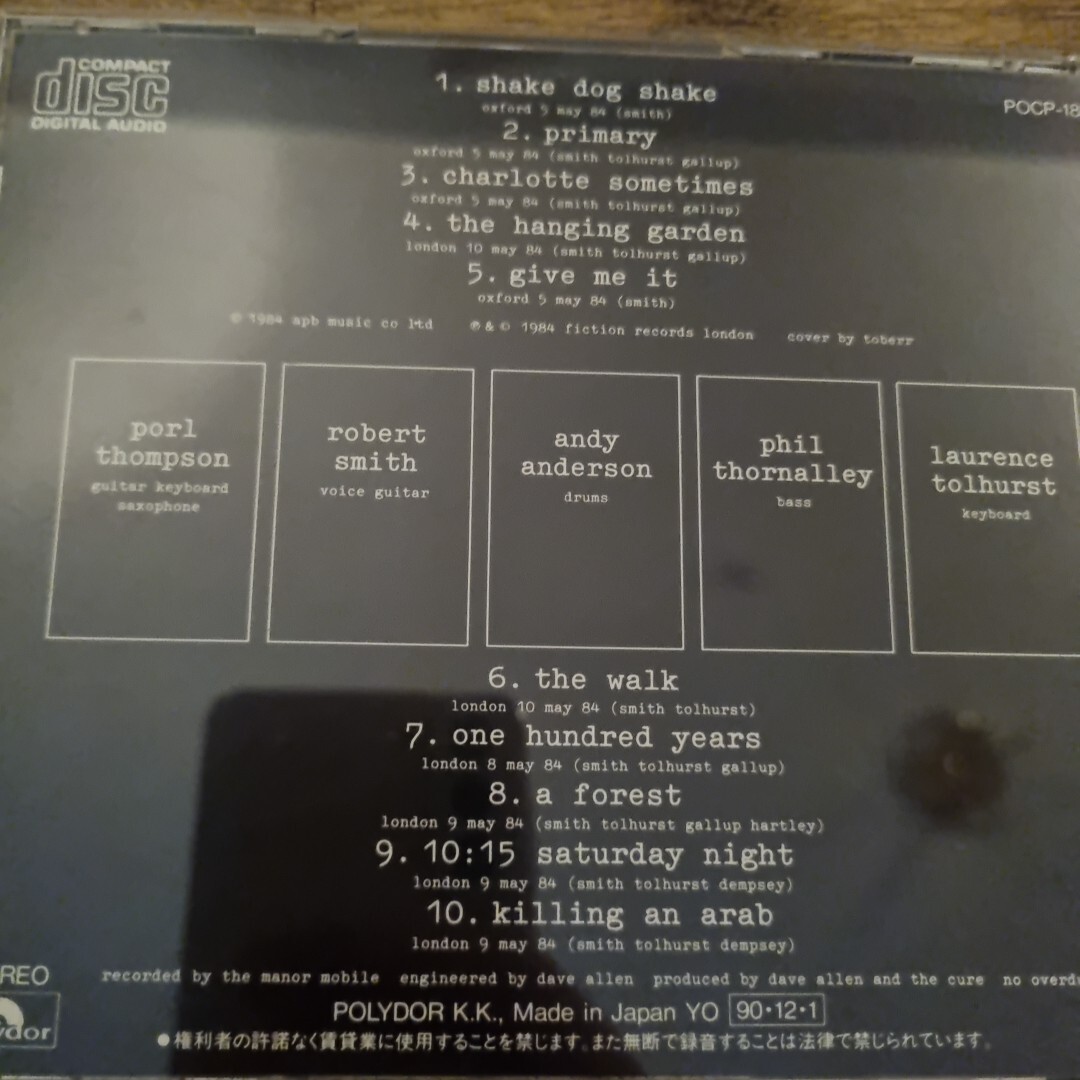 COMPACT
disc
DIGITAL AUDIO
POCP-18
1. shake dog shake
oxford 5 may 84 (smith)
2. primary
oxford 5 may 84 (smith tolhurst gallup)
3. charlotte sometimes
oxford 5 may 84 (smith tolhurst gallup)
4. the hanging garden
london 10 may 84 (smith tolhurst gallup)
5. give me it
oxford 5 may 84 (smith)
© 1984 apb music co ltd ℗ & © 1984 fiction records london cover by toberr
porl
thompson
guitar keyboard
saxophone
robert
smith
voice guitar
andy
anderson
drums
phil
thornalley
bass
laurence
tolhurst
keyboard
6. the walk
london 10 may 84 (smith tolhurst)
7. one hundred years
london 8 may 84 (smith tolhurst gallup)
8. a forest
london 9 may 84 (smith tolhurst gallup hartley)
9. 10:15 saturday night
london 9 may 84 (smith tolhurst dempsey)
10. killing an arab
london 9 may 84 (smith tolhurst dempsey)
REO
recorded by the manor mobile engineered by dave allen produced by dave allen and the cure no overdu
ydor
POLYDOR K.K., Made in Japan YO 90・12・1
●権利者の許諾なく賃貸業に使用することを禁じます。また無断で録音することは法律で禁じられています。